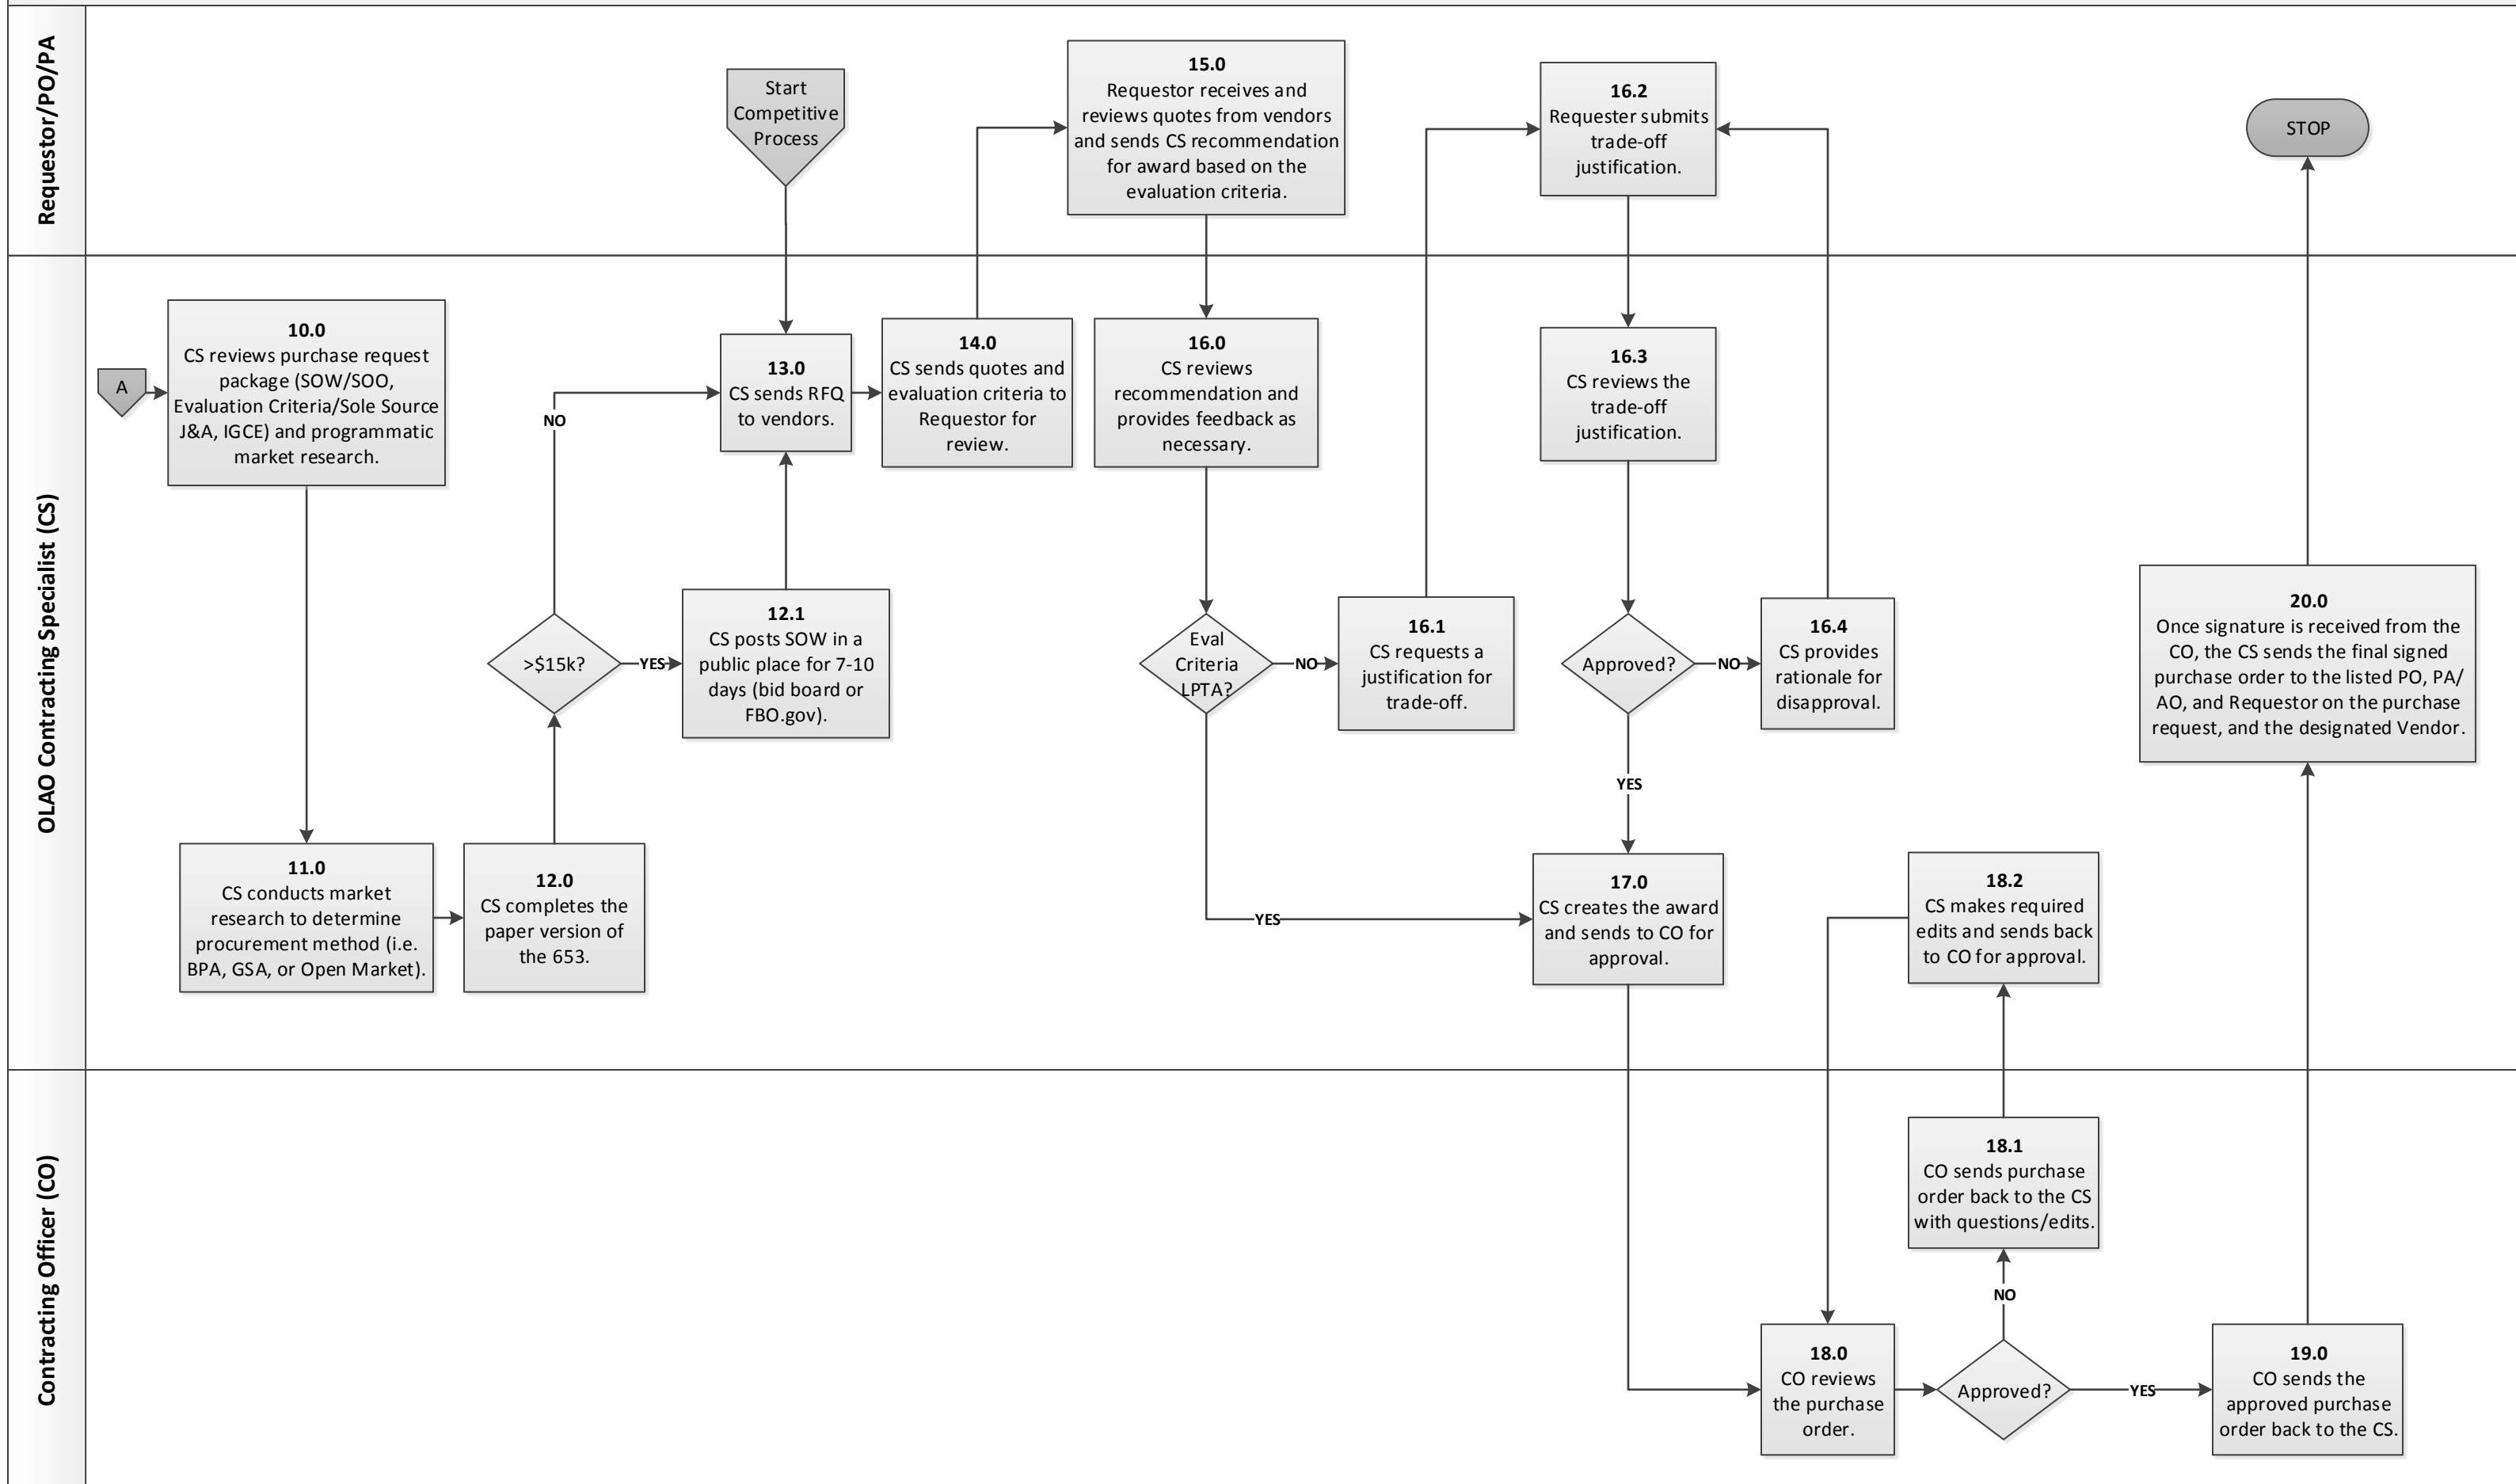 Requestor/PO/PA
Start
Competitive
Process
15.0
Requestor receives and
reviews quotes from vendors
and sends CS recommendation
for award based on the
evaluation criteria.
16.2
Requester submits
trade-off
justification.
STOP
OLAO Contracting Specialist (CS)
A
10.0
CS reviews purchase request
package (SOW/SOO,
Evaluation Criteria/Sole Source
J&A, IGCE) and programmatic
market research.
11.0
CS conducts market
research to determine
procurement method (i.e.
BPA, GSA, or Open Market).
12.0
CS completes the
paper version of
the 653.
>$15k?
NO
YES
12.1
CS posts SOW in a
public place for 7-10
days (bid board or
FBO.gov).
13.0
CS sends RFQ
to vendors.
14.0
CS sends quotes and
evaluation criteria to
Requestor for
review.
16.0
CS reviews
recommendation and
provides feedback as
necessary.
Eval
Criteria
LPTA?
NO
YES
16.1
CS requests a
justification for
trade-off.
16.3
CS reviews the
trade-off
justification.
Approved?
NO
YES
16.4
CS provides
rationale for
disapproval.
17.0
CS creates the award
and sends to CO for
approval.
18.2
CS makes required
edits and sends back
to CO for approval.
20.0
Once signature is received from the
CO, the CS sends the final signed
purchase order to the listed PO, PA/
AO, and Requestor on the purchase
request, and the designated Vendor.
Contracting Officer (CO)
18.0
CO reviews
the purchase
order.
Approved?
NO
YES
18.1
CO sends purchase
order back to the CS
with questions/edits.
19.0
CO sends the
approved purchase
order back to the CS.